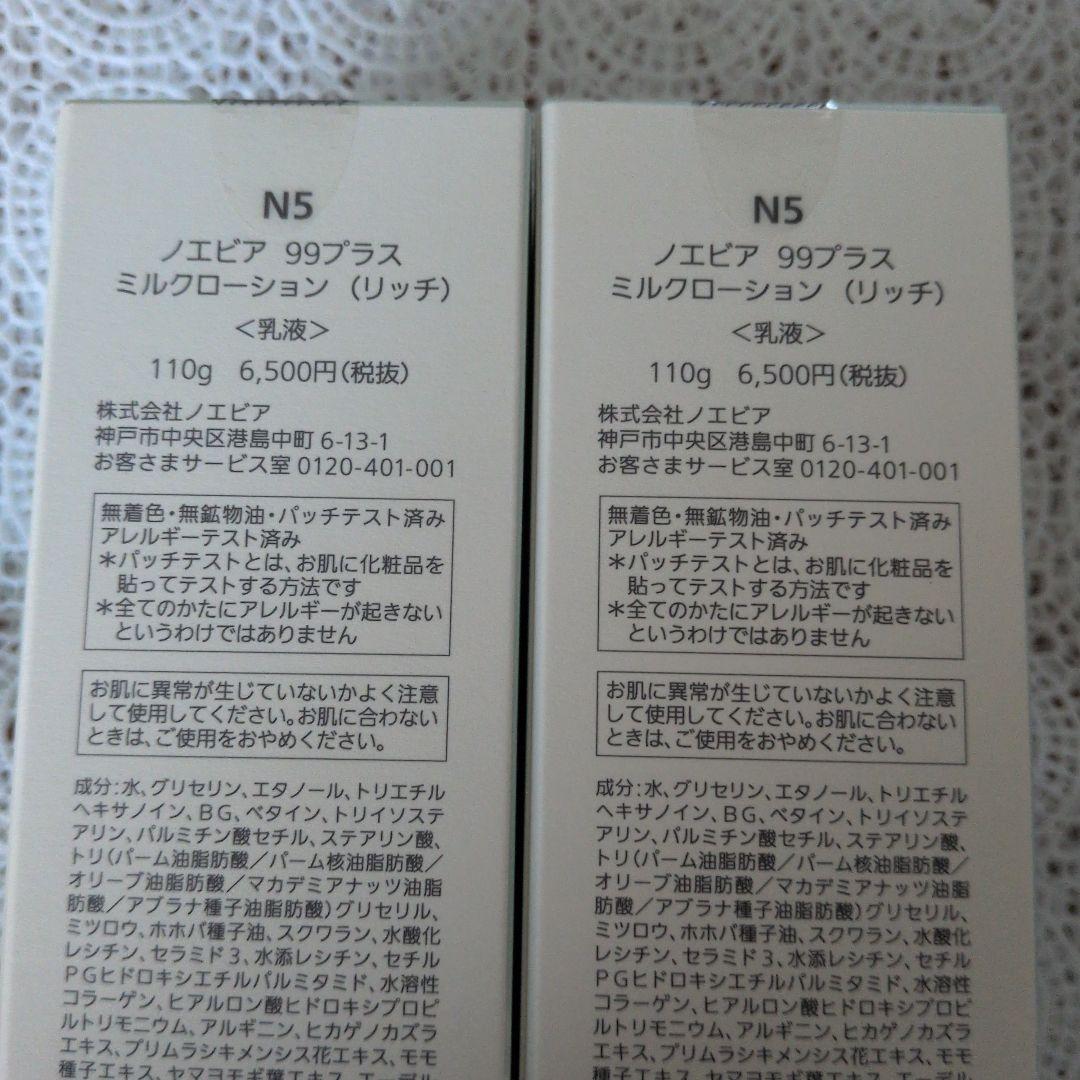 N5
ノエビア 99プラス
ミルクローション（リッチ）
＜乳液＞
110g 6,500円（税抜）
株式会社ノエビア
神戸市中央区港島中町 6-13-1
お客さまサービス室 0120-401-001
無着色・無鉱物油・パッチテスト済み
アレルギーテスト済み
＊パッチテストとは、お肌に化粧品を
貼ってテストする方法です
＊全てのかたにアレルギーが起きない
というわけではありません
お肌に異常が生じていないかよく注意
して使用してください。お肌に合わない
ときは、ご使用をおやめください。
成分：水、グリセリン、エタノール、トリエチル
ヘキサノイン、BG、ベタイン、トリイソステ
アリン、パルミチン酸セチル、ステアリン酸、
トリ（パーム油脂肪酸／パーム核油脂肪酸／
オリーブ油脂肪酸／マカデミアナッツ油脂
肪酸／アブラナ種子油脂肪酸）グリセリル、
ミツロウ、ホホバ種子油、スクワラン、水酸化
レシチン、セラミド3、水添レシチン、セチル
PGヒドロキシエチルパルミタミド、水溶性
コラーゲン、ヒアルロン酸ヒドロキシプロピ
ルトリモニウム、アルギニン、ヒカゲノカズラ
エキス、プリムラシキメンシス花エキス、モモ
種子エキス、ヤマヨモギ葉エキス、エーデル
N5
ノエビア 99プラス
ミルクローション（リッチ）
＜乳液＞
110g 6,500円（税抜）
株式会社ノエビア
神戸市中央区港島中町 6-13-1
お客さまサービス室 0120-401-001
無着色・無鉱物油・パッチテスト済み
アレルギーテスト済み
＊パッチテストとは、お肌に化粧品を
貼ってテストする方法です
＊全てのかたにアレルギーが起きない
というわけではありません
お肌に異常が生じていないかよく注意
して使用してください。お肌に合わない
ときは、ご使用をおやめください。
成分：水、グリセリン、エタノール、トリエチル
ヘキサノイン、BG、ベタイン、トリイソステ
アリン、パルミチン酸セチル、ステアリン酸、
トリ（パーム油脂肪酸／パーム核油脂肪酸／
オリーブ油脂肪酸／マカデミアナッツ油脂
肪酸／アブラナ種子油脂肪酸）グリセリル、
ミツロウ、ホホバ種子油、スクワラン、水酸化
レシチン、セラミド3、水添レシチン、セチル
PGヒドロキシエチルパルミタミド、水溶性
コラーゲン、ヒアルロン酸ヒドロキシプロピ
ルトリモニウム、アルギニン、ヒカゲノカズラ
エキス、プリムラシキメンシス花エキス、モモ
種子エキス、ヤマヨモギ葉エキス、エーデル